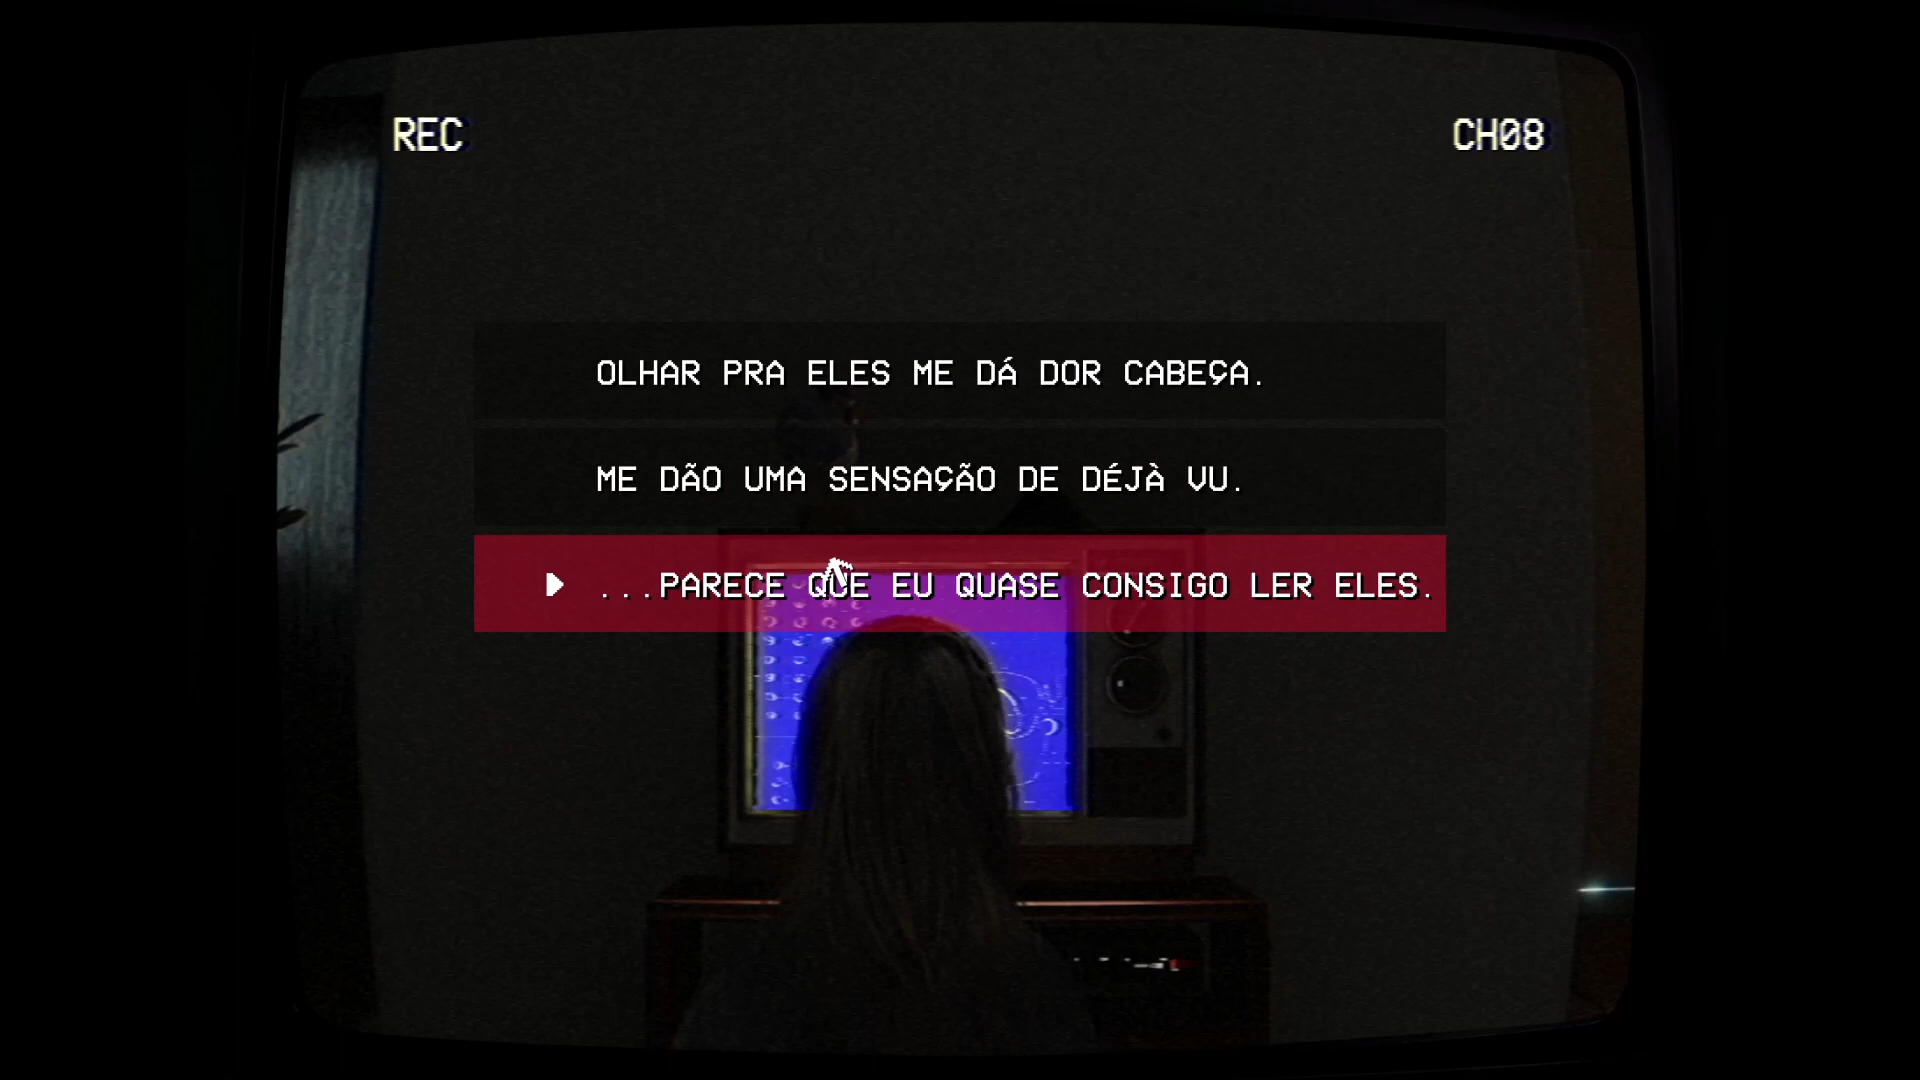 REC
CH08
OLHAR PRA ELES ME DÁ DOR CABEÇA.
ME DÃO UMA SENSAÇÃO DE DÉJÀ VU.
...PARECE QUE EU QUASE CONSIGO LER ELES.